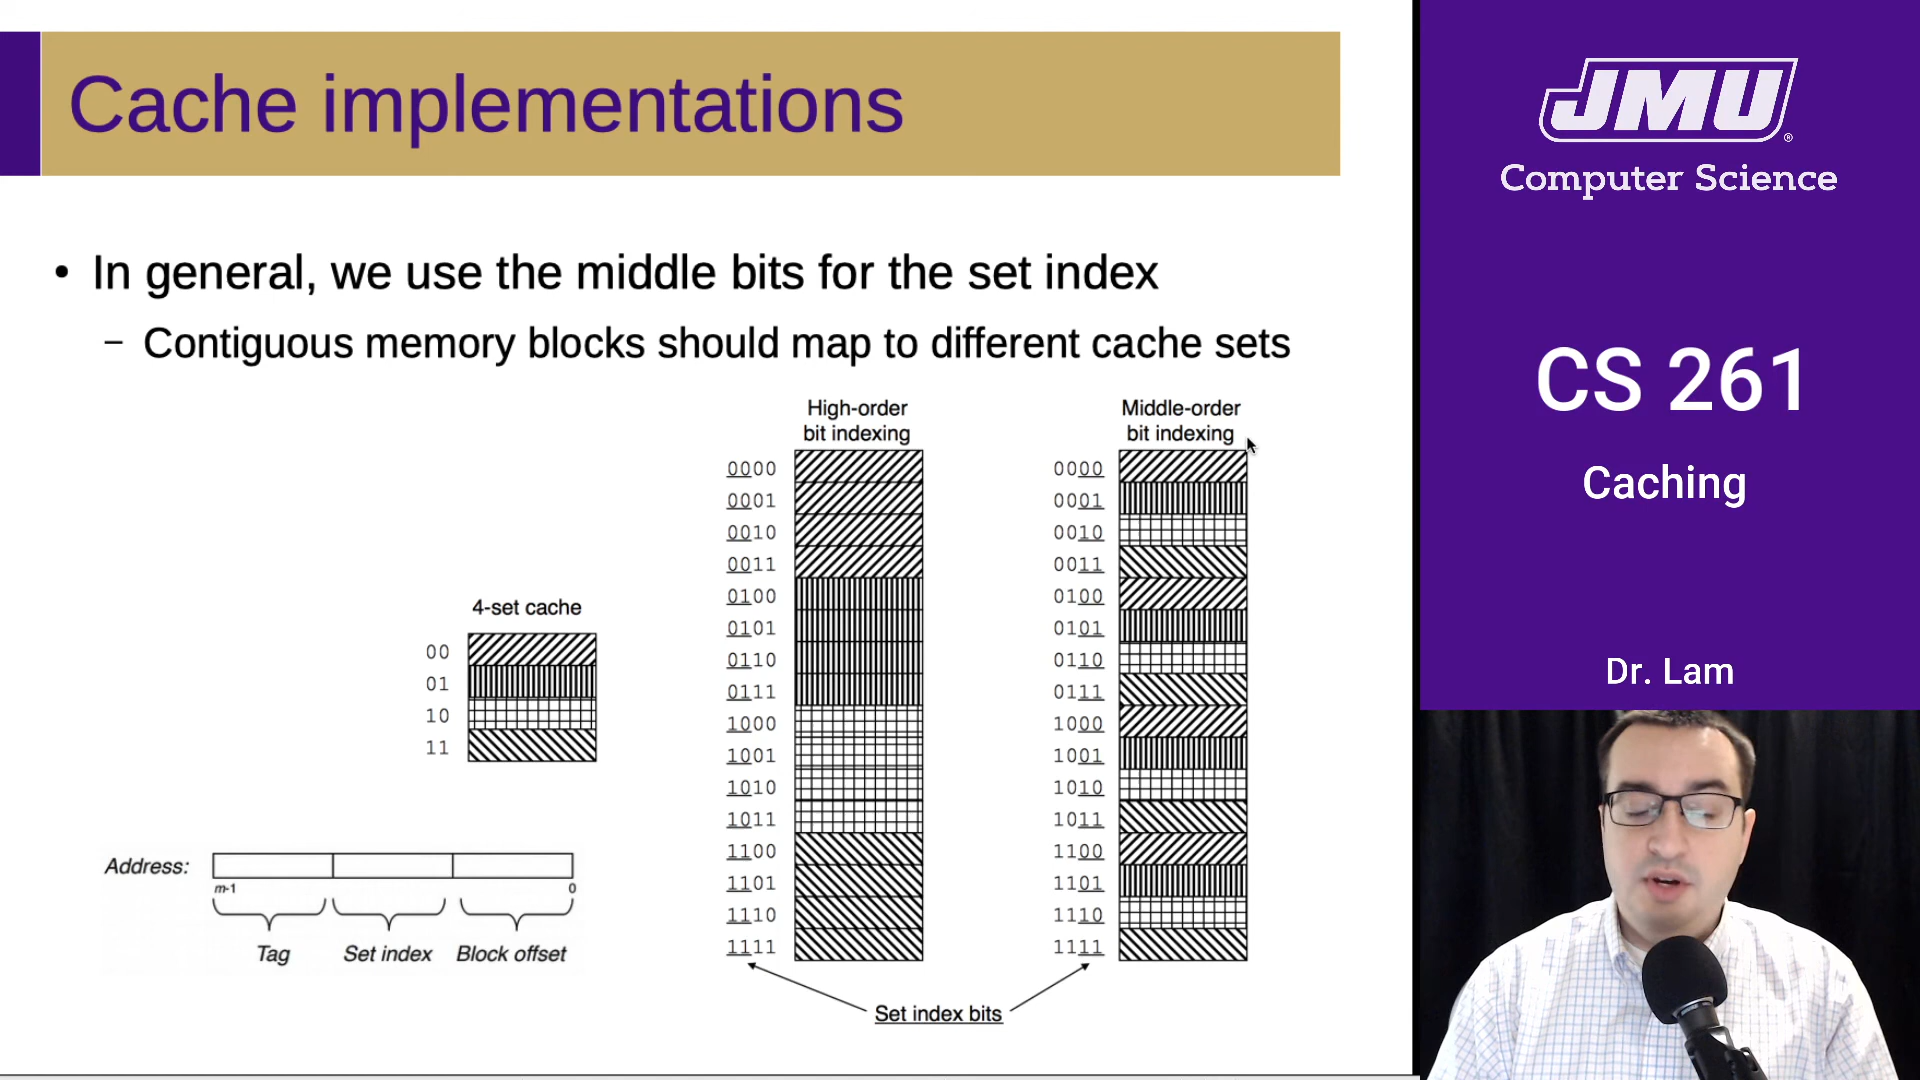 Cache implementations
• In general, we use the middle bits for the set index
– Contiguous memory blocks should map to different cache sets
4-set cache
00
01
10
11
Address:
m-1 0
Tag Set index Block offset
High-order
bit indexing
0000
0001
0010
0011
0100
0101
0110
0111
1000
1001
1010
1011
1100
1101
1110
1111
Middle-order
bit indexing
0000
0001
0010
0011
0100
0101
0110
0111
1000
1001
1010
1011
1100
1101
1110
1111
Set index bits
JMU®
Computer Science
CS 261
Caching
Dr. Lam